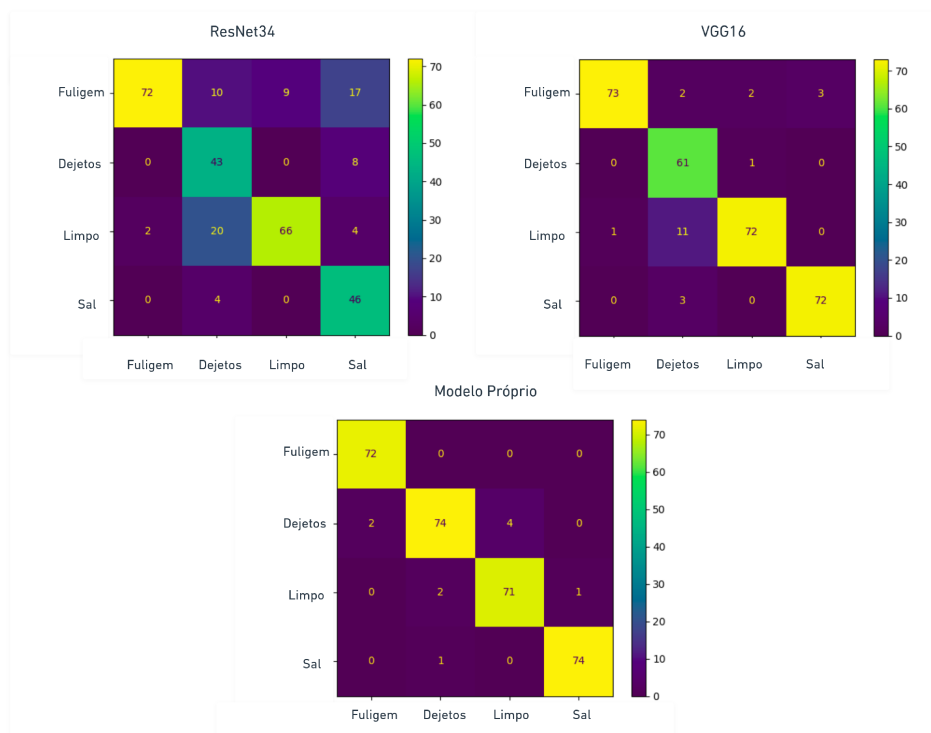 ResNet34
Fuligem 72 10 9 17
Dejetos 0 43 0 8
Limpo 2 20 66 4
Sal 0 4 0 46
Fuligem Dejetos Limpo Sal
70
60
50
40
30
20
10
0
VGG16
Fuligem 73 2 2 3
Dejetos 0 61 1 0
Limpo 1 11 72 0
Sal 0 3 0 72
Fuligem Dejetos Limpo Sal
70
60
50
40
30
20
10
0
Modelo Próprio
Fuligem 72 0 0 0
Dejetos 2 74 4 0
Limpo 0 2 71 1
Sal 0 1 0 74
Fuligem Dejetos Limpo Sal
70
60
50
40
30
20
10
0